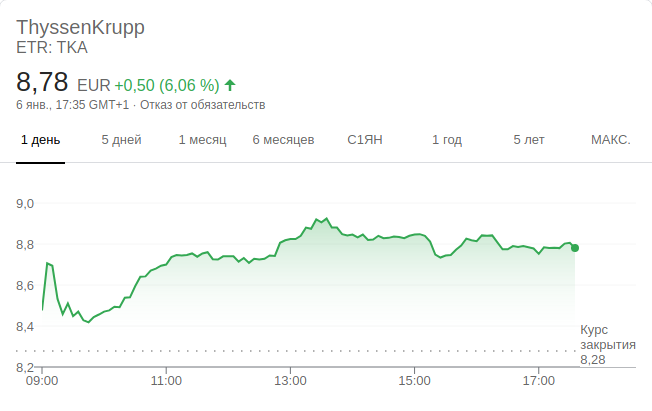 ThyssenKrupp
ETR: TKA
8,78 EUR +0,50 (6,06 %)
6 янв., 17:35 GMT+1 · Отказ от обязательств
1 день 5 дней 1 месяц 6 месяцев С1ЯН 1 год 5 лет МАКС.
9,0
8,8
8,6
8,4
Курс
закрытия
8,28
8,2
09:00 11:00 13:00 15:00 17:00